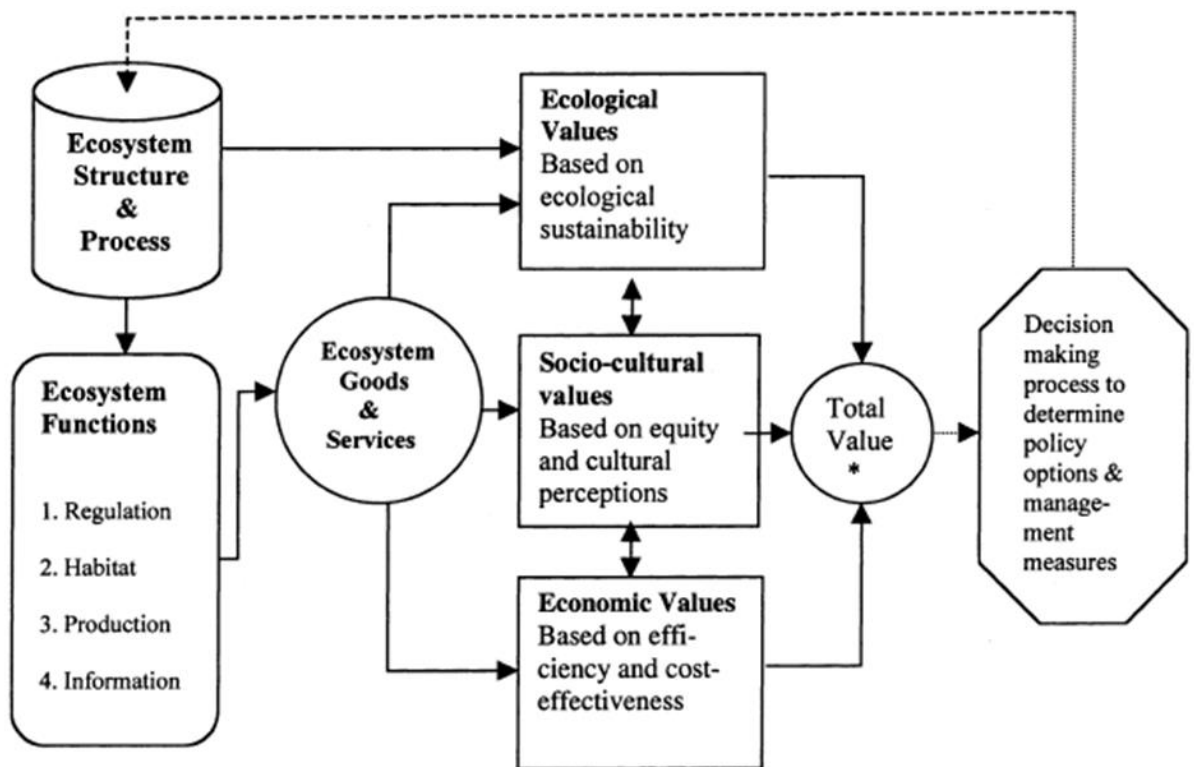 Ecosystem
Structure
&
Process
Ecosystem
Functions
1. Regulation
2. Habitat
3. Production
4. Information
Ecosystem
Goods
&
Services
Ecological
Values
Based on
ecological
sustainability
Socio-cultural
values
Based on equity
and cultural
perceptions
Economic Values
Based on effi-
ciency and cost-
effectiveness
Total
Value
*
Decision
making
process to
determine
policy
options &
manage-
ment
measures